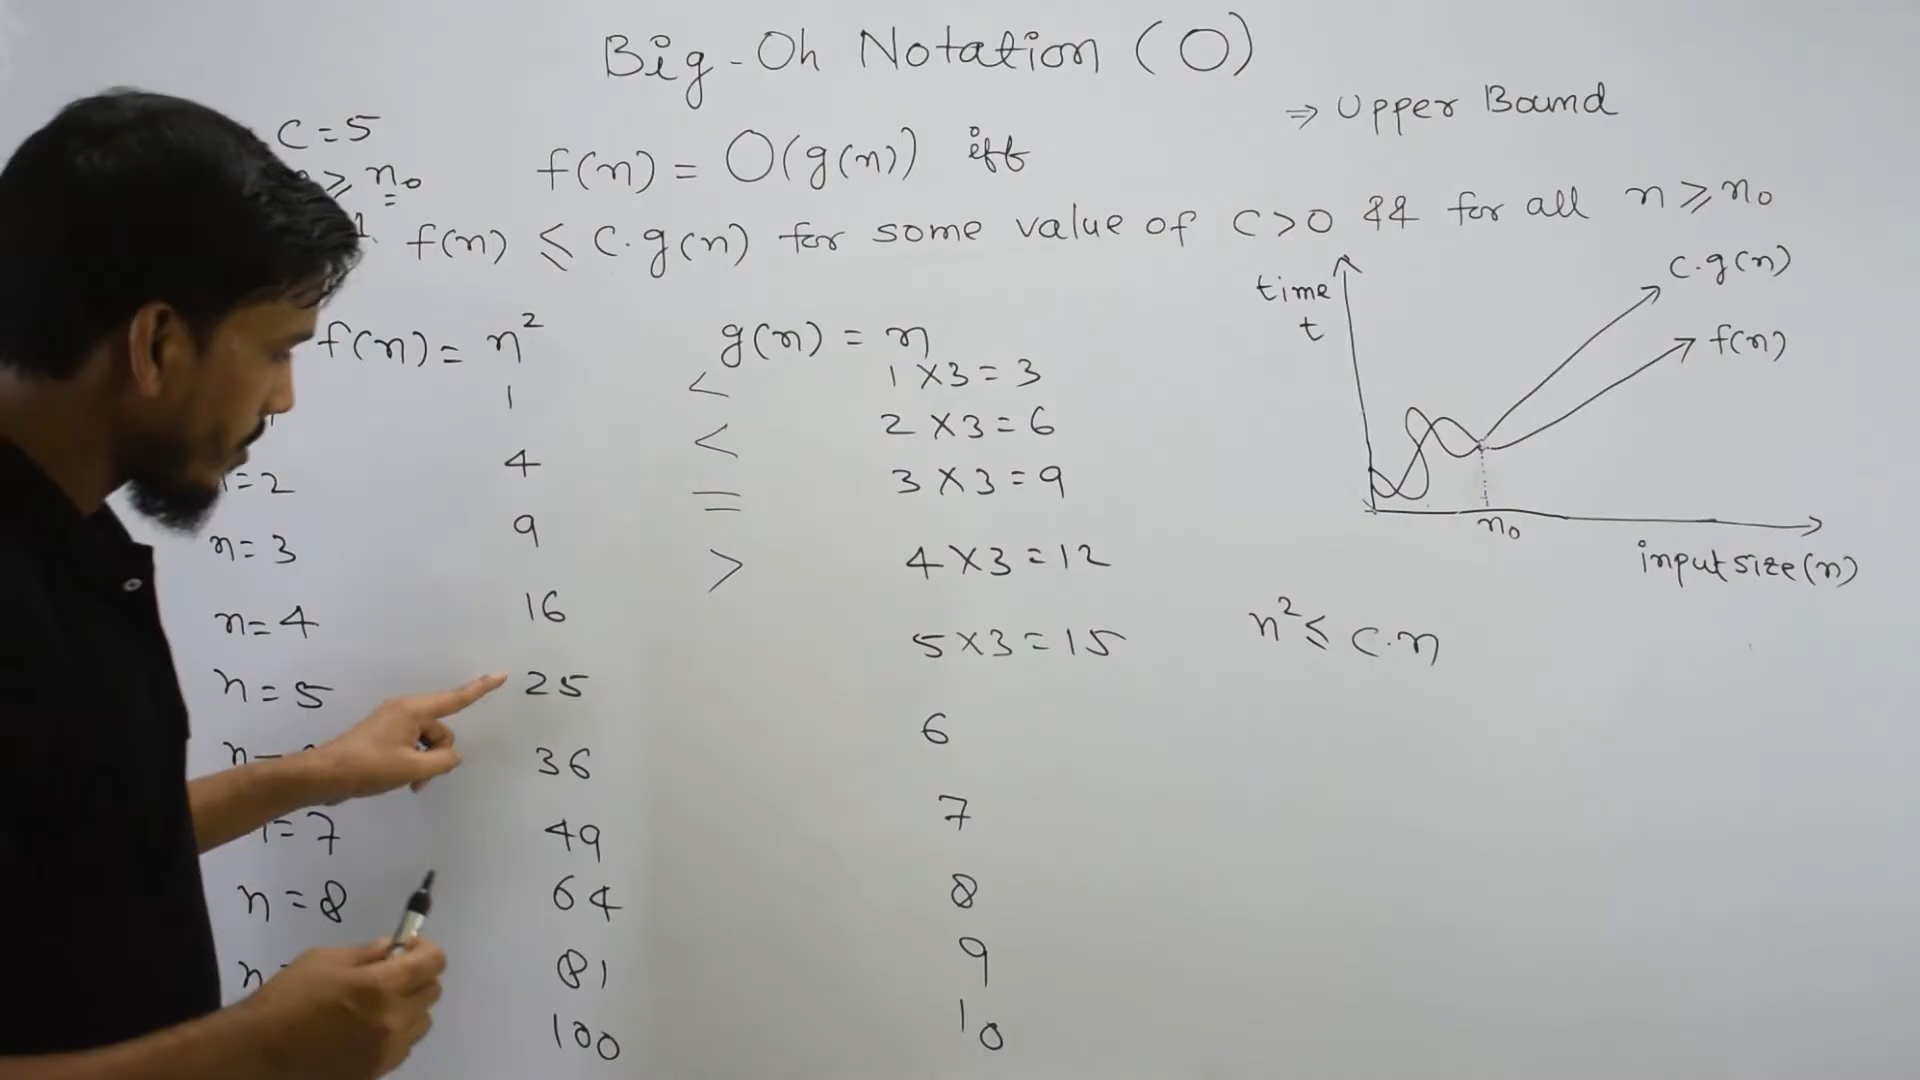 Big-Oh Notation (O)
⇒ Upper Bound
C=5
≥ n₀
f(n) = O(g(n)) iff
f(n) ≤ C.g(n) for some value of C>0 && for all n ≥ n₀
f(n) = n² g(n) = n
1 < 1 ×3 = 3
=2 4 < 2 ×3 = 6
n=3 9 = 3 ×3 = 9
n=4 16 > 4 ×3 = 12
n=5 25 5 ×3 = 15
n= 36 6
=7 49 7
n=8 64 8
n 81 9
100 10
time
t
C.g(n)
f(n)
n₀
input size(n)
n² ≤ C.n